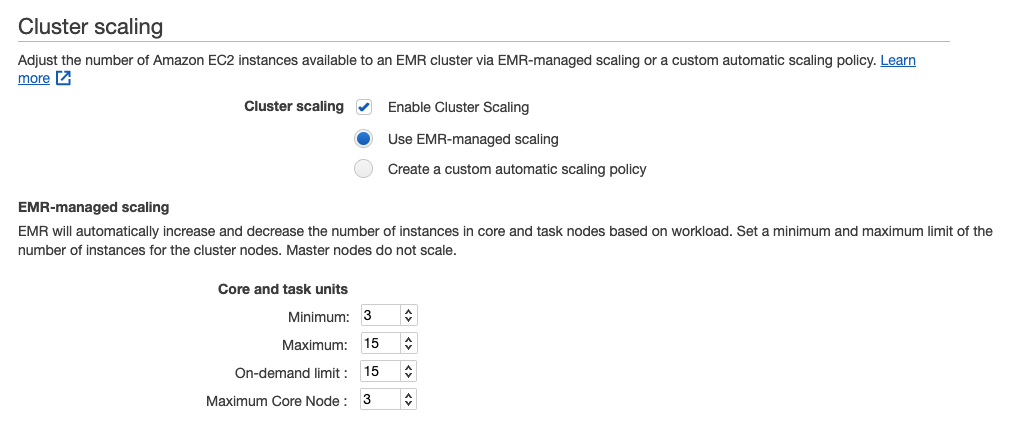 Cluster scaling
Adjust the number of Amazon EC2 instances available to an EMR cluster via EMR-managed scaling or a custom automatic scaling policy. Learn
more
Cluster scaling Enable Cluster Scaling
Use EMR-managed scaling
Create a custom automatic scaling policy
EMR-managed scaling
EMR will automatically increase and decrease the number of instances in core and task nodes based on workload. Set a minimum and maximum limit of the
number of instances for the cluster nodes. Master nodes do not scale.
Core and task units
Minimum: 3
Maximum: 15
On-demand limit : 15
Maximum Core Node : 3